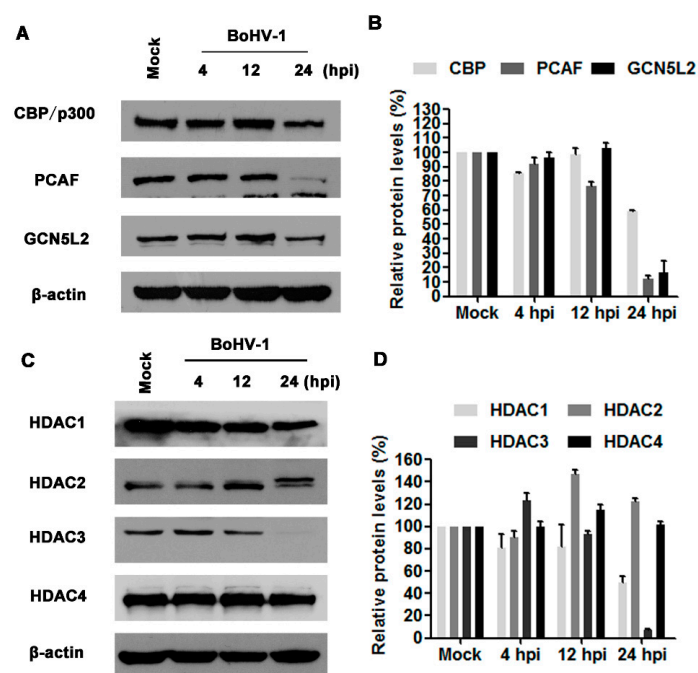 A
BoHV-1
Mock
4 12 24 (hpi)
CBP/p300
PCAF
GCN5L2
β-actin
B
CBP PCAF GCN5L2
Relative protein levels (%)
130
120
110
100
90
80
70
60
50
40
30
20
10
Mock 4 hpi 12 hpi 24 hpi
C
BoHV-1
Mock
4 12 24 (hpi)
HDAC1
HDAC2
HDAC3
HDAC4
β-actin
D
HDAC1 HDAC2
HDAC3 HDAC4
Relative protein levels (%)
160
140
120
100
80
60
40
20
0
Mock 4 hpi 12 hpi 24 hpi